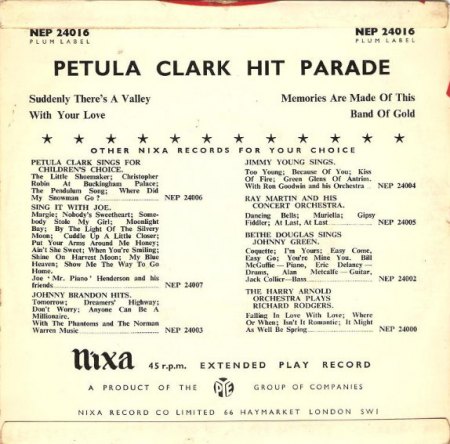 NEP 24016 NEP 24016
PLUM LABEL PLUM LABEL
PETULA CLARK HIT PARADE
Suddenly There's A Valley Memories Are Made Of This
With Your Love Band Of Gold
OTHER NIXA RECORDS FOR YOUR CHOICE
PETULA CLARK SINGS FOR
CHILDREN'S CHOICE.
The Little Shoemaker; Christopher
Robin At Buckingham Palace;
The Pendulum Song; Where Did
My Snowman Go? NEP 24006
SING IT WITH JOE.
Margie; Nobody's Sweetheart; Some-
body Stole My Girl; Moonlight
Bay; By The Light Of The Silvery
Moon; Cuddle Up A Little Closer;
Put Your Arms Around Me Honey;
Ain't She Sweet; When You're Smiling;
Shine On Harvest Moon; My Blue
Heaven; Show Me The Way To Go
Home.
Joe 'Mr. Piano' Henderson and his
friends NEP 24007
JOHNNY BRANDON HITS.
Tomorrow; Dreamers' Highway;
Don't Worry; Anyone Can Be A
Millionaire.
With The Phantoms and The Norman
Warren Music NEP 24003
JIMMY YOUNG SINGS.
Too Young; Because Of You; Kiss
Of Fire; Green Glens Of Antrim.
With Ron Goodwin and his Orchestra .. NEP 24004
RAY MARTIN AND HIS
CONCERT ORCHESTRA.
Dancing Bells; Muriella; Gipsy
Fiddler; At Last, At Last NEP 24005
BETHE DOUGLAS SINGS
JOHNNY GREEN.
Coquette; I'm Yours; Easy Come,
Easy Go; You're Mine You. Bill
McGuffie—Piano, Eric Delaney—
Drums, Alan Metcalfe—Guitar,
Jack Collier—Bass NEP 24002
THE HARRY ARNOLD
ORCHESTRA PLAYS
RICHARD RODGERS.
Falling In Love With Love; Where
Or When; Isn't It Romantic; It Might
As Well Be Spring NEP 24000
nixa 45 r.p.m. EXTENDED PLAY RECORD
A PRODUCT OF THE PYE GROUP OF COMPANIES
NIXA RECORD CO LIMITED 66 HAYMARKET LONDON SW1